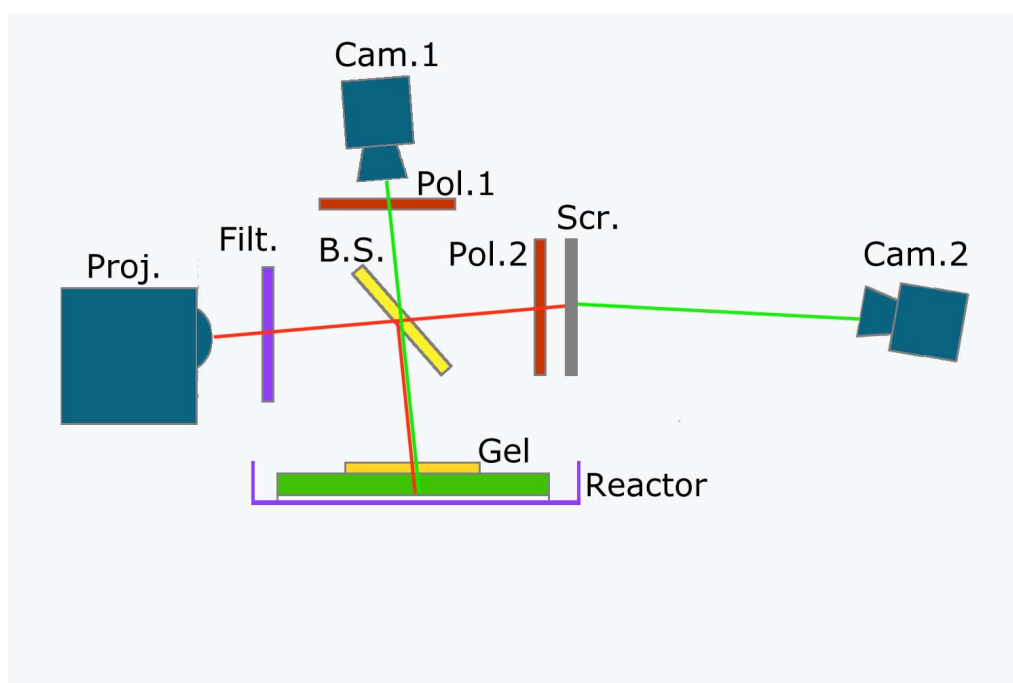 Cam.1
Pol.1
Scr.
Filt.
B.S.
Pol.2
Cam.2
Proj.
Gel
Reactor